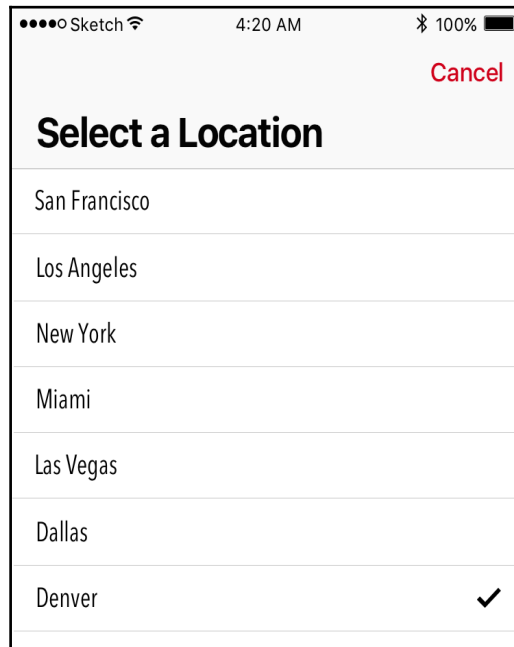 Sketch 4:20 AM 100%
Cancel
Select a Location
San Francisco
Los Angeles
New York
Miami
Las Vegas
Dallas
Denver